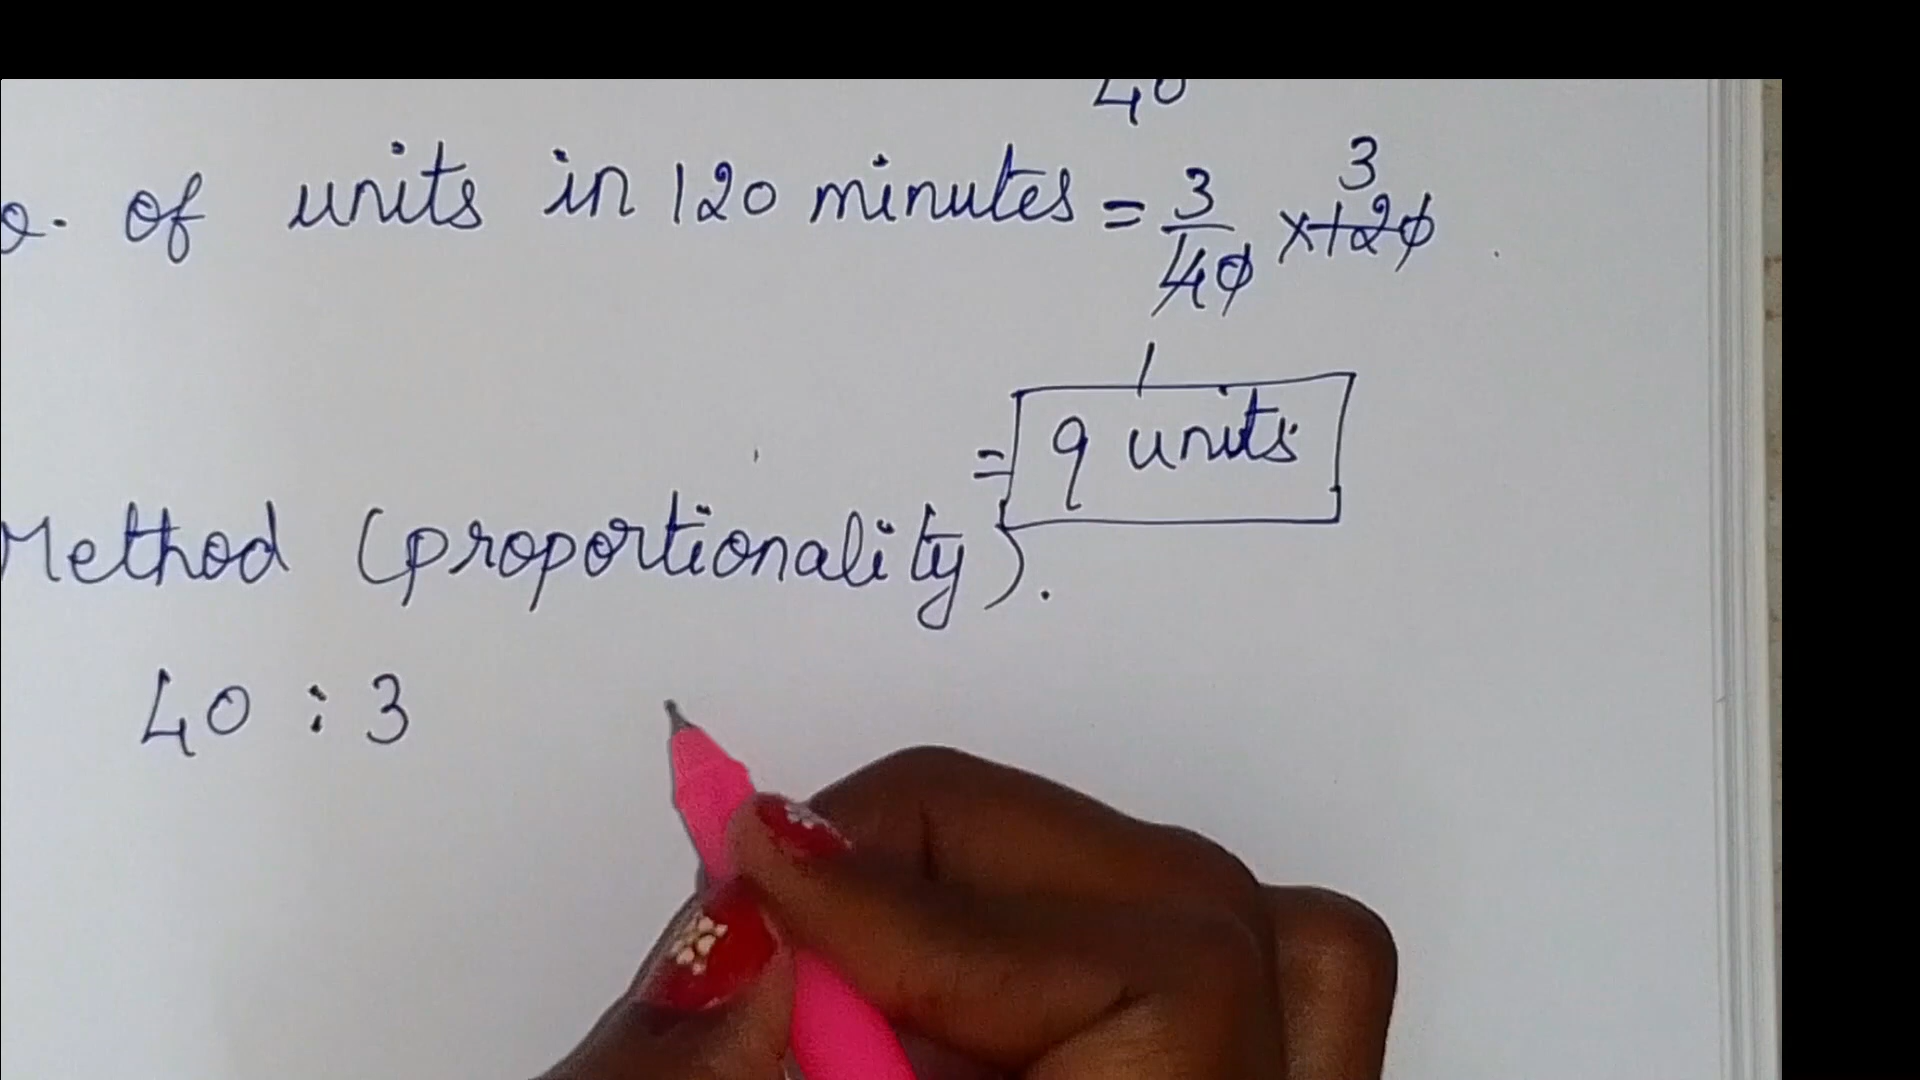 40
o. of units in 120 minutes = 3/40 × 120 3
1
= 9 units
Method (proportionality).
40 : 3